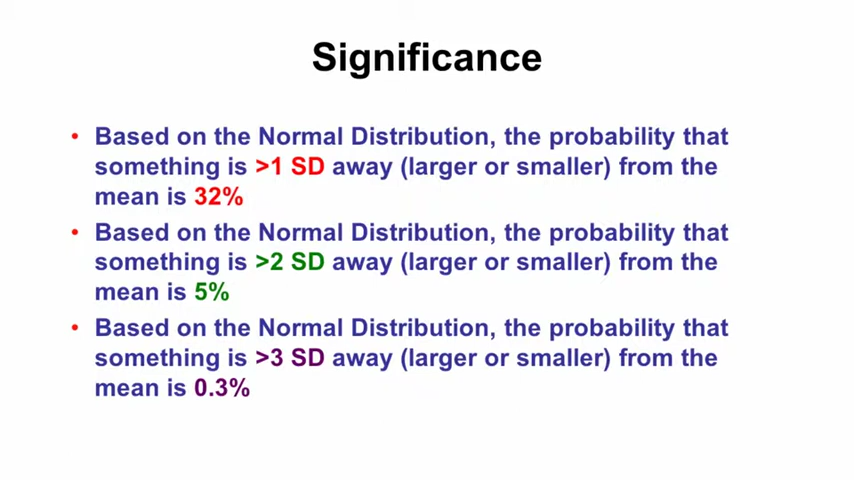 Significance
• Based on the Normal Distribution, the probability that
something is >1 SD away (larger or smaller) from the
mean is 32%
• Based on the Normal Distribution, the probability that
something is >2 SD away (larger or smaller) from the
mean is 5%
• Based on the Normal Distribution, the probability that
something is >3 SD away (larger or smaller) from the
mean is 0.3%